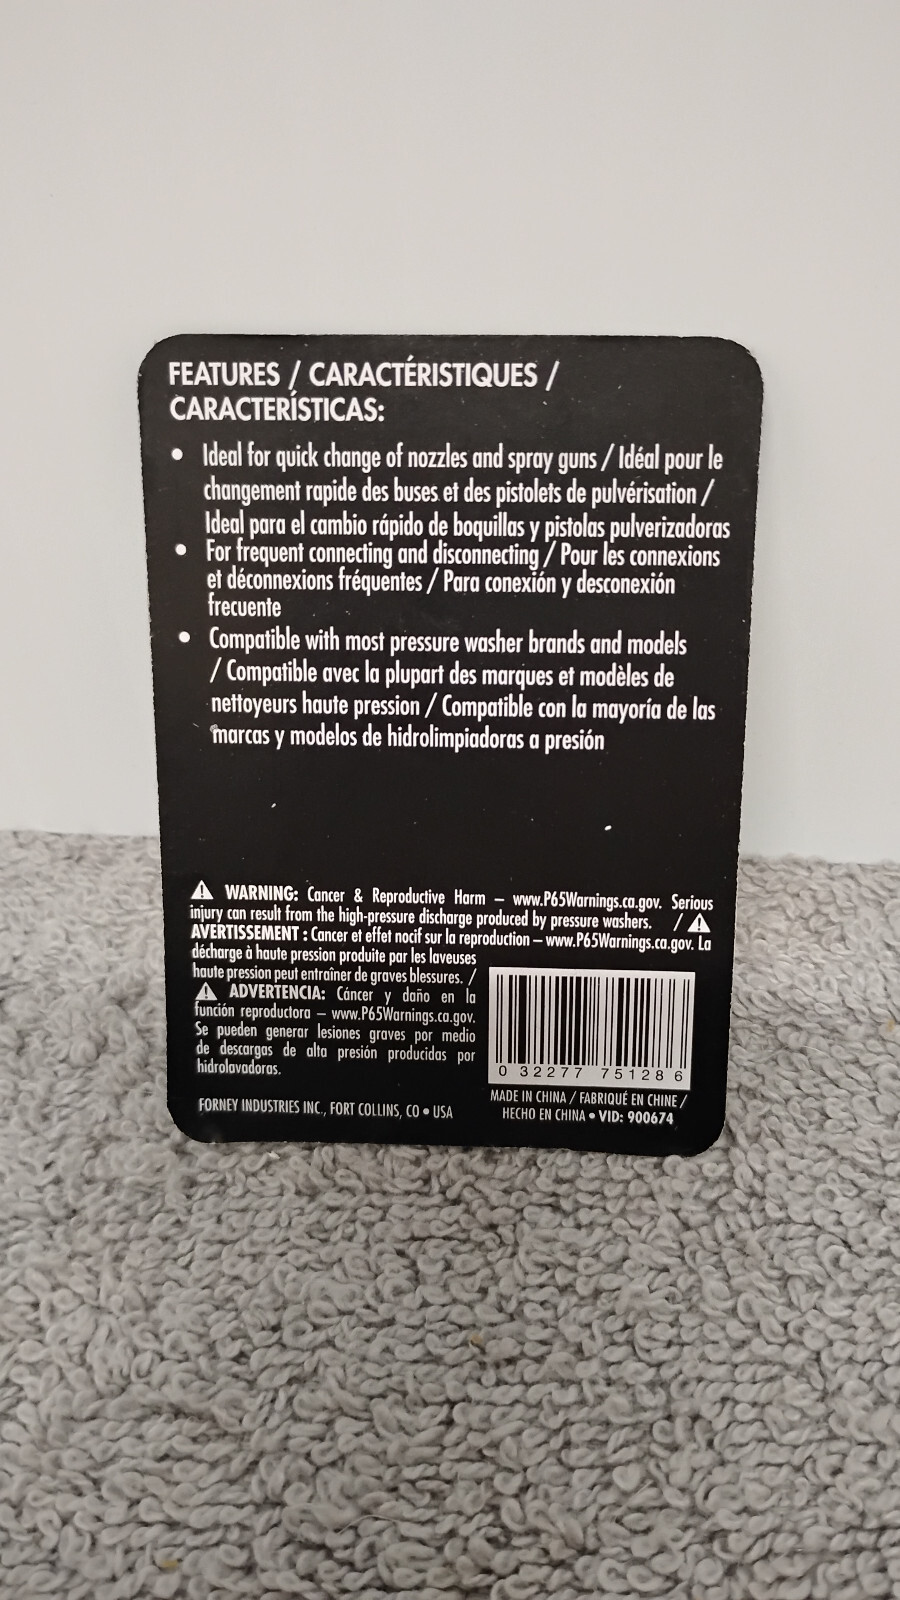 FEATURES / CARACTÉRISTIQUES /
CARACTERÍSTICAS:
• Ideal for quick change of nozzles and spray guns / Idéal pour le
changement rapide des buses et des pistolets de pulvérisation /
Ideal para el cambio rápido de boquillas y pistolas pulverizadoras
• For frequent connecting and disconnecting / Pour les connexions
et déconnexions fréquentes / Para conexión y desconexión
frecuente
• Compatible with most pressure washer brands and models
/ Compatible avec la plupart des marques et modèles de
nettoyeurs haute pression / Compatible con la mayoría de las
marcas y modelos de hidrolimpiadoras a presión
⚠ WARNING: Cancer & Reproductive Harm – www.P65Warnings.ca.gov. Serious
injury can result from the high-pressure discharge produced by pressure washers. / ⚠
AVERTISSEMENT : Cancer et effet nocif sur la reproduction – www.P65Warnings.ca.gov. La
décharge à haute pression produite par les laveuses
haute pression peut entraîner de graves blessures. /
⚠ ADVERTENCIA: Cáncer y daño en la
función reproductora – www.P65Warnings.ca.gov.
Se pueden generar lesiones graves por medio
de descargas de alta presión producidas por
hidrolavadoras.
0 32277 75128 6
FORNEY INDUSTRIES INC., FORT COLLINS, CO • USA
MADE IN CHINA / FABRIQUÉ EN CHINE /
HECHO EN CHINA • VID: 900674